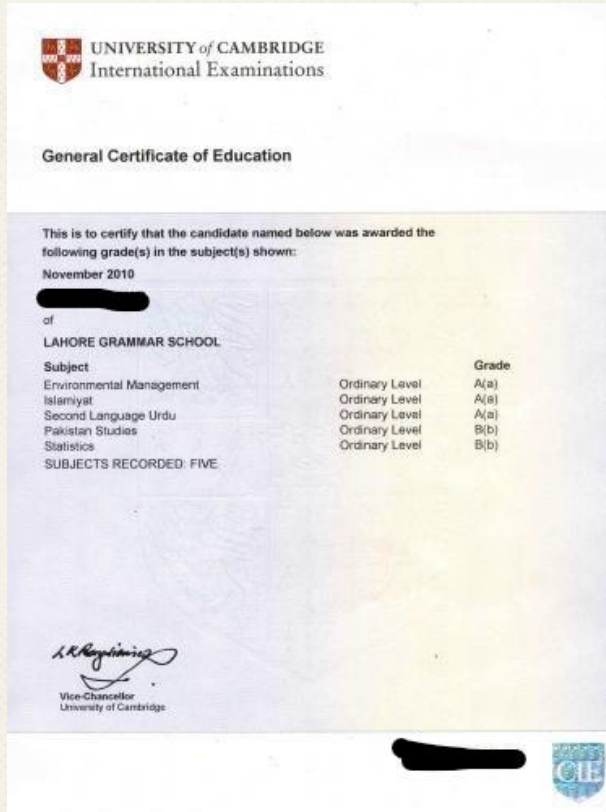 UNIVERSITY of CAMBRIDGE
International Examinations
General Certificate of Education
This is to certify that the candidate named below was awarded the
following grade(s) in the subject(s) shown:
November 2010
of
LAHORE GRAMMAR SCHOOL
Subject Grade
Environmental Management Ordinary Level A(a)
Islamiyat Ordinary Level A(a)
Second Language Urdu Ordinary Level A(a)
Pakistan Studies Ordinary Level B(b)
Statistics Ordinary Level B(b)
SUBJECTS RECORDED: FIVE
Vice-Chancellor
University of Cambridge
CIE